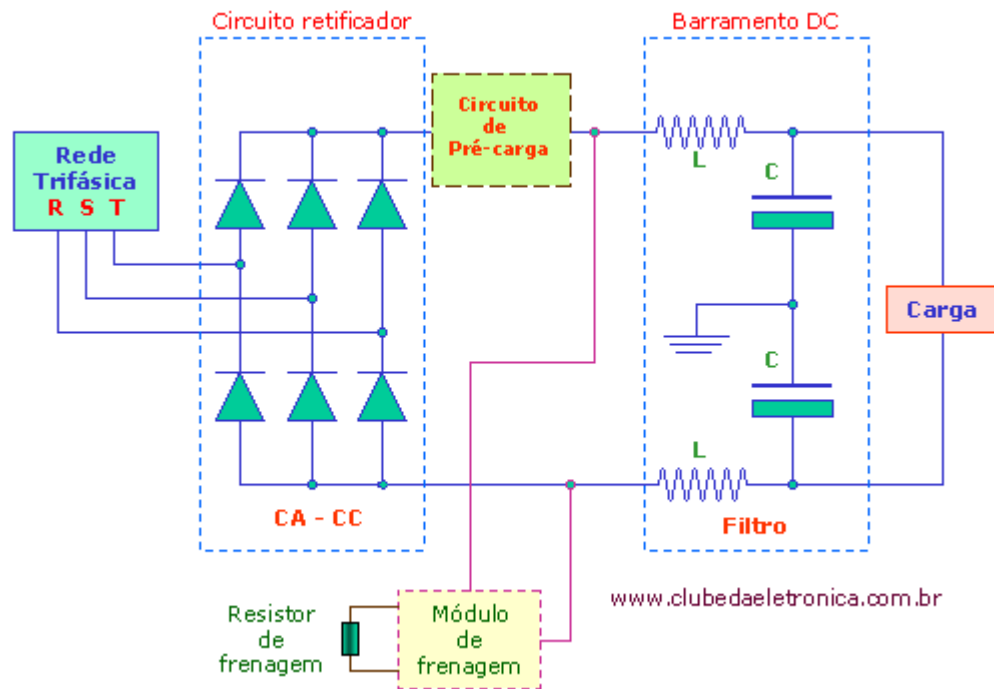 Circuito retificador
Barramento DC
Circuito
de
Pré-carga
Rede
Trifásica
R S T
L
C
Carga
C
L
CA - CC
Filtro
Resistor
de
frenagem
Módulo
de
frenagem
www.clubedaeletronica.com.br